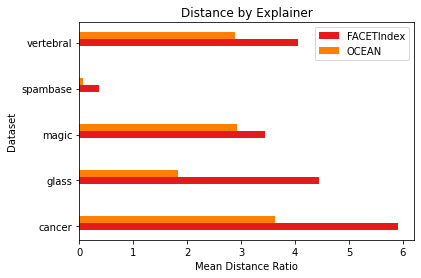 Distance by Explainer
FACETIndex
OCEAN
Dataset
vertebral
spambase
magic
glass
cancer
0 1 2 3 4 5 6
Mean Distance Ratio